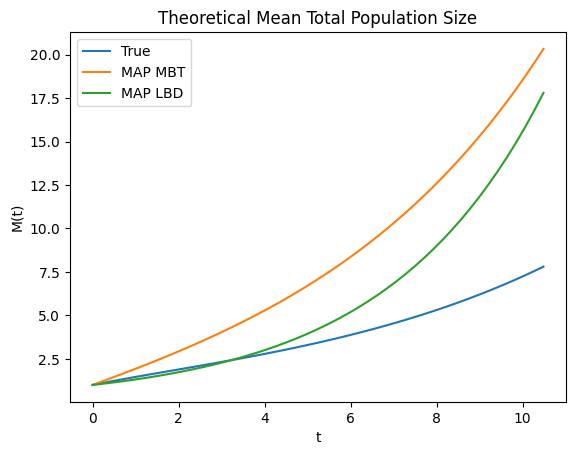 Theoretical Mean Total Population Size
True
MAP MBT
MAP LBD
M(t)
20.0
17.5
15.0
12.5
10.0
7.5
5.0
2.5
0 2 4 6 8 10
t